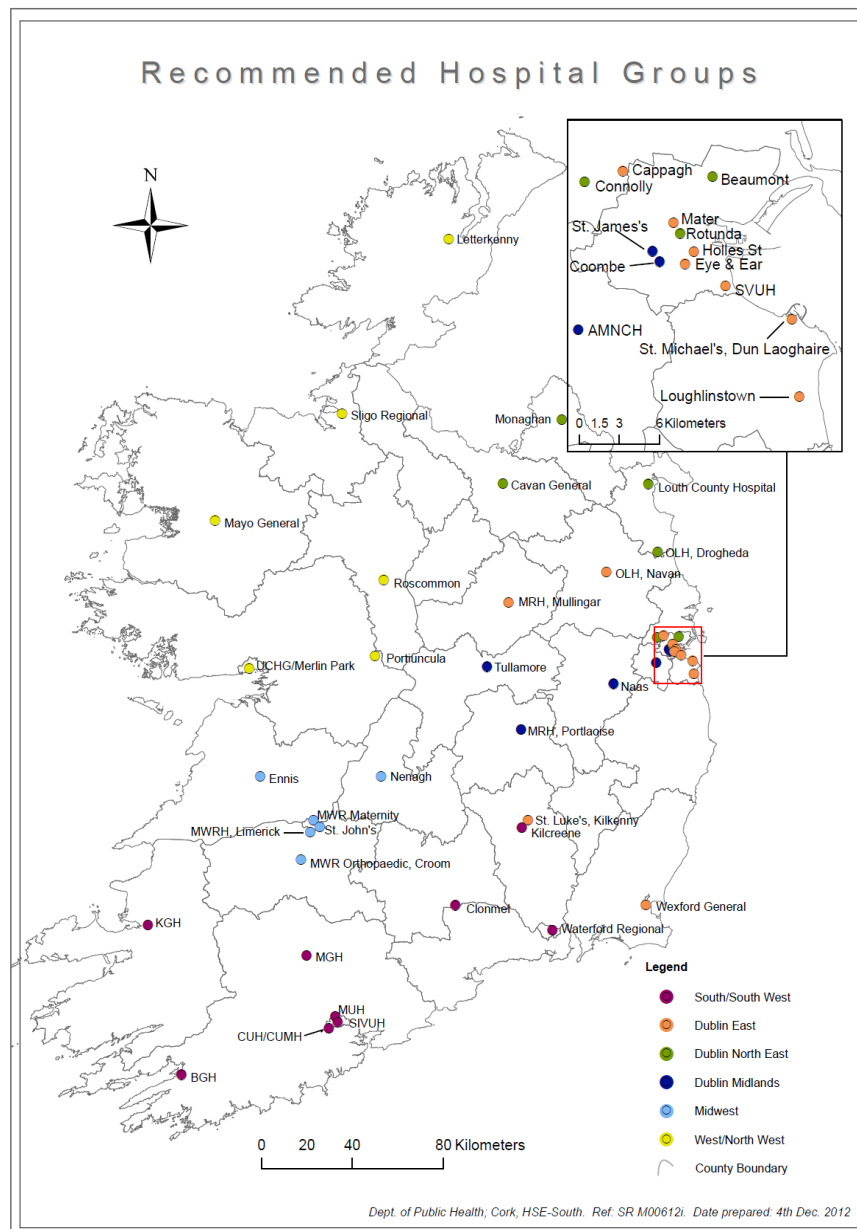 Recommended Hospital Groups
N
Cappagh
Connolly
Beaumont
Mater
St. James's
Rotunda
Holles St
Coombe
Eye & Ear
SVUH
AMNCH
St. Michael's, Dun Laoghaire
Loughlinstown
0 1.5 3 6 Kilometers
Letterkenny
Sligo Regional
Monaghan
Cavan General
Louth County Hospital
Mayo General
OLH, Drogheda
Roscommon
OLH, Navan
MRH, Mullingar
Portiuncula
UCHG/Merlin Park
Tullamore
Naas
MRH, Portlaoise
Ennis
Nenagh
MWR Maternity
St. John's
MWRH, Limerick
St. Luke's, Kilkenny
Kilcreene
MWR Orthopaedic, Croom
Clonmel
Wexford General
KGH
Waterford Regional
MGH
MUH
SIVUH
CUH/CUMH
BGH
Legend
South/South West
Dublin East
Dublin North East
Dublin Midlands
Midwest
West/North West
County Boundary
0 20 40 80 Kilometers
Dept. of Public Health; Cork, HSE-South. Ref: SR M00612i. Date prepared: 4th Dec. 2012